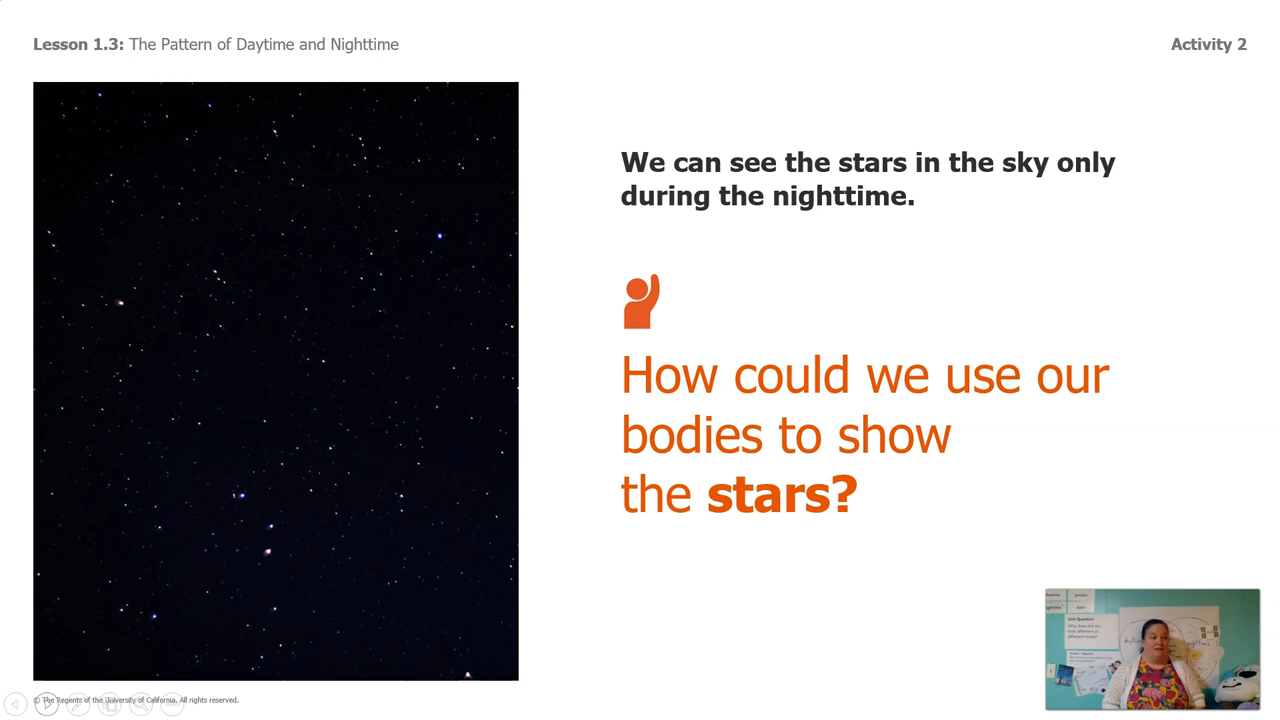 Lesson 1.3: The Pattern of Daytime and Nighttime
Activity 2
We can see the stars in the sky only
during the nighttime.
How could we use our
bodies to show
the stars?
© The Regents of the University of California. All rights reserved.
Unit Question